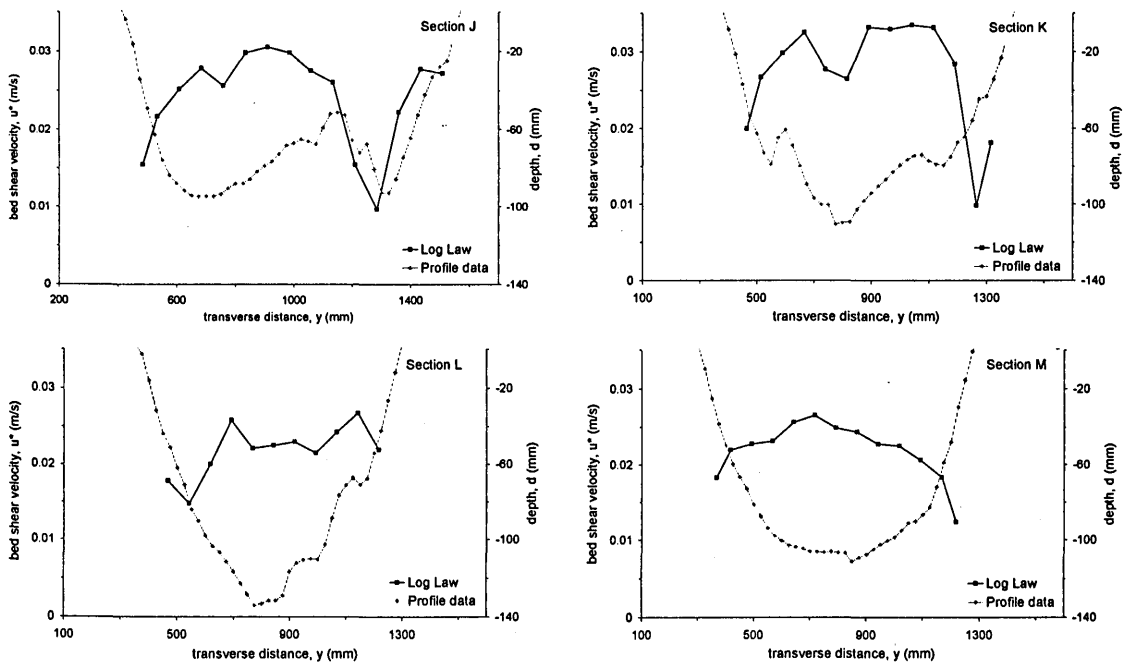 Section J
bed shear velocity, u* (m/s)
0.03
0.02
0.01
0
-20
-60
-100
-140
depth, d (mm)
Log Law
Profile data
200
600
1000
1400
transverse distance, y (mm)
Section K
bed shear velocity, u* (m/s)
0.03
0.02
0.01
0
-20
-60
-100
-140
depth, d (mm)
Log Law
Profile data
100
500
900
1300
transverse distance, y (mm)
Section L
bed shear velocity, u* (m/s)
0.03
0.02
0.01
0
-20
-60
-100
-140
depth, d (mm)
Log Law
Profile data
100
500
900
1300
transverse distance, y (mm)
Section M
bed shear velocity, u* (m/s)
0.03
0.02
0.01
0
-20
-60
-100
-140
depth, d (mm)
Log Law
Profile data
100
500
900
1300
transverse distance, y (mm)